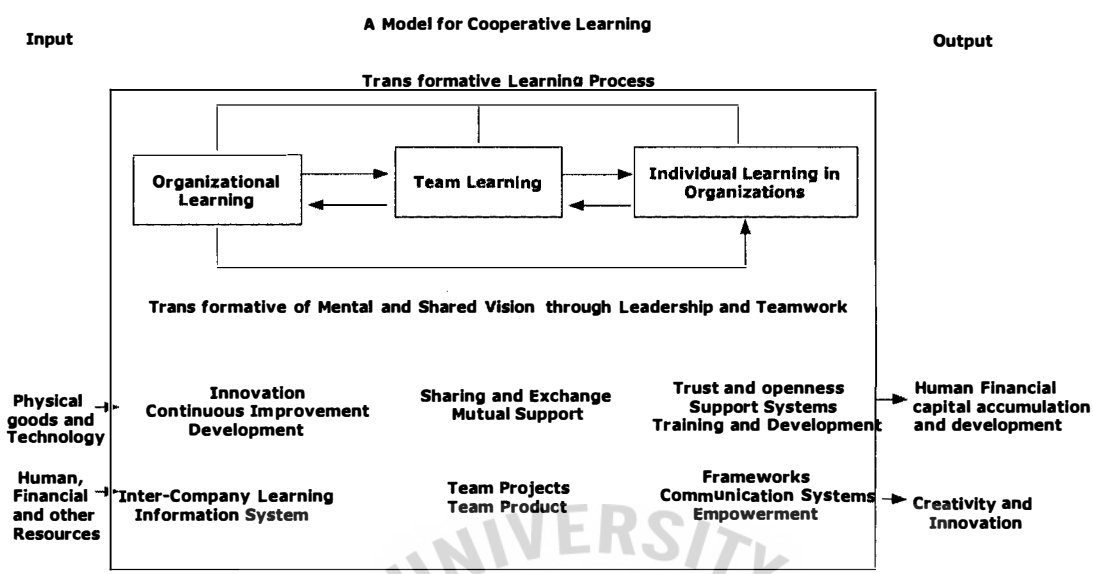 A Model for Cooperative Learning
Input
Output
Trans formative Learning Process
Organizational
Learning
Team Learning
Individual Learning in
Organizations
Trans formative of Mental and Shared Vision through Leadership and Teamwork
Physical
goods and
Technology
Innovation
Continuous Improvement
Development
Sharing and Exchange
Mutual Support
Trust and openness
Support Systems
Training and Development
Human Financial
capital accumulation
and development
Human,
Financial
and other
Resources
Inter-Company Learning
Information System
Team Projects
Team Product
Frameworks
Communication Systems
Empowerment
Creativity and
Innovation
UNIVERSITY